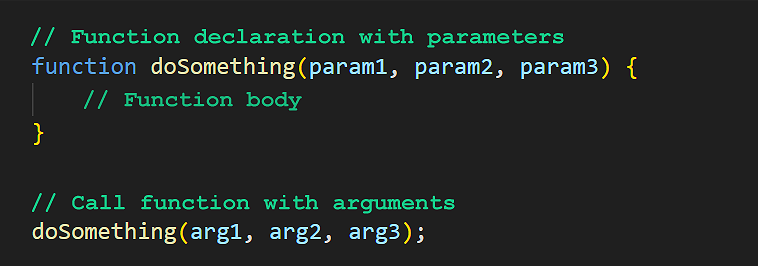 // Function declaration with parameters
function doSomething(param1, param2, param3) {
    // Function body
}
// Call function with arguments
doSomething(arg1, arg2, arg3);